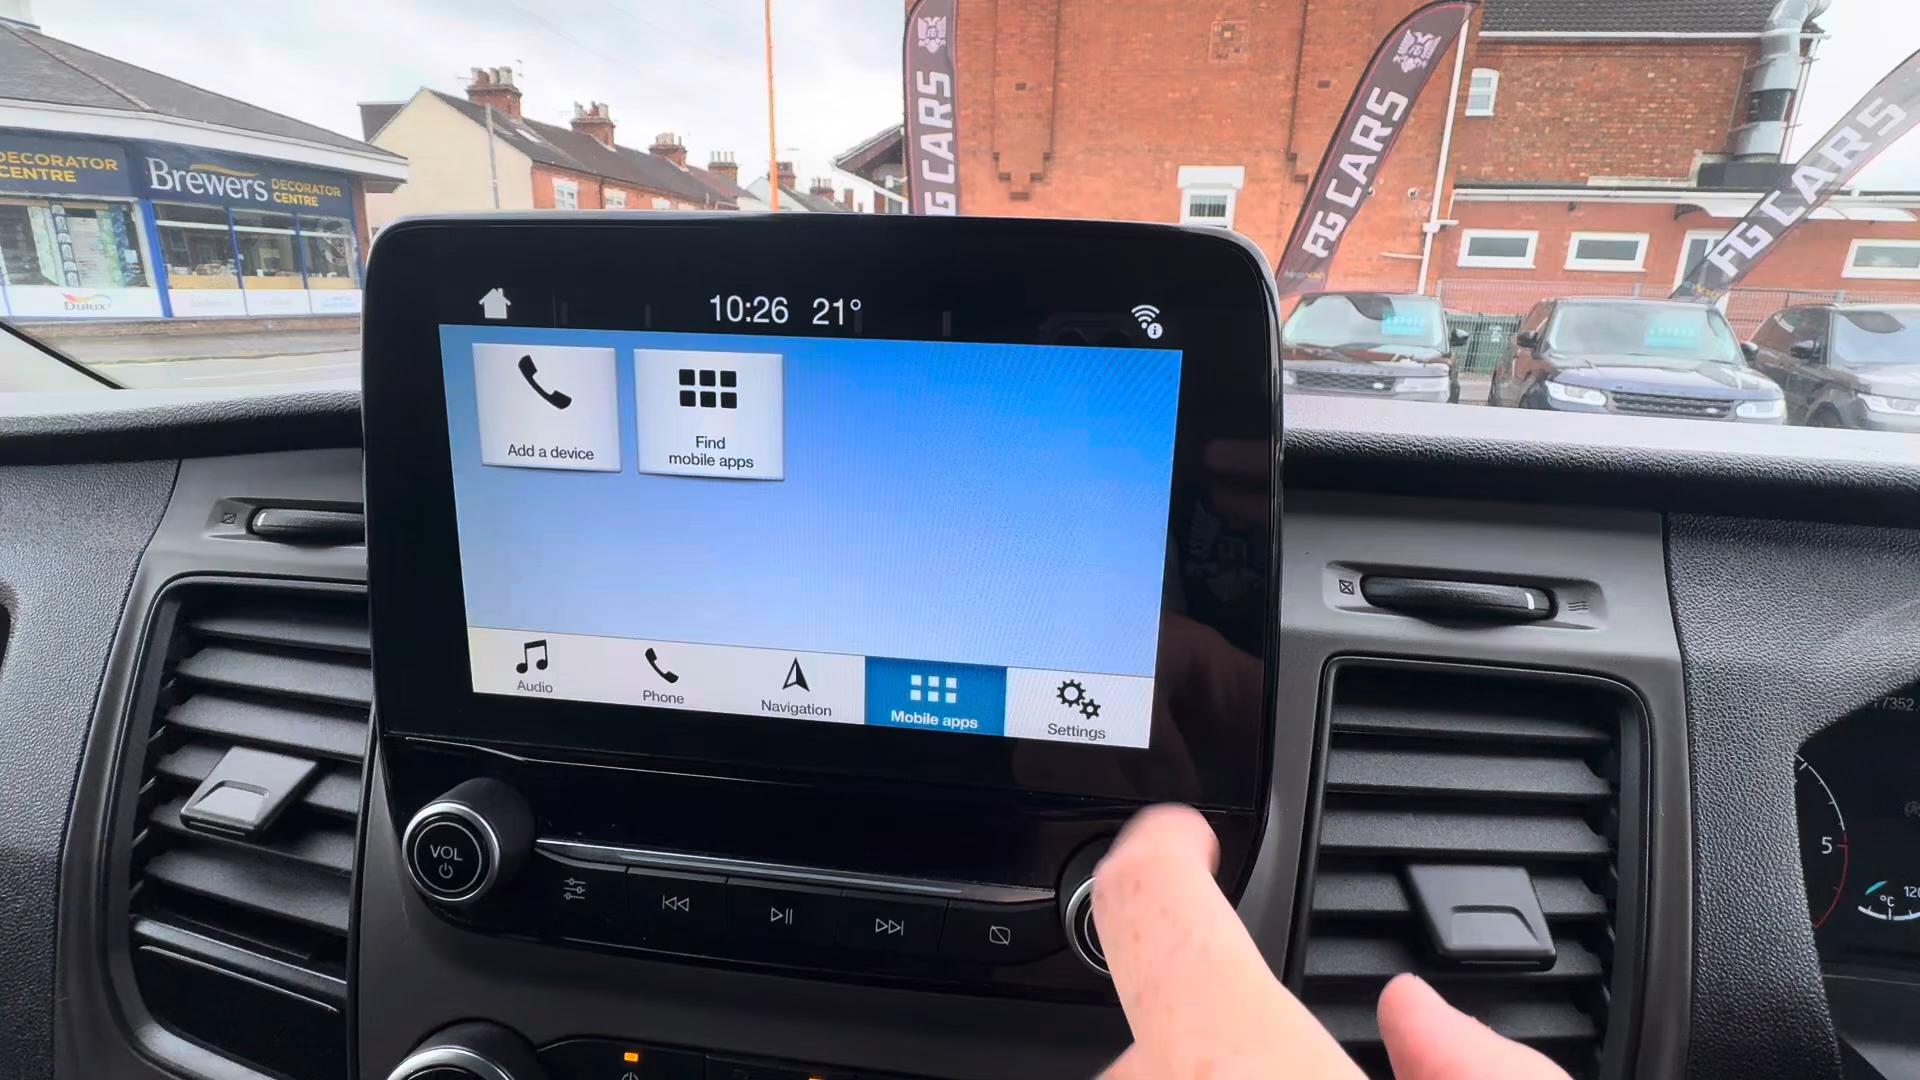 DECORATOR
CENTRE
Brewers DECORATOR
CENTRE
Dulux
FG CARS
FG CARS
FG CARS
10:26 21°
Add a device
Find
mobile apps
Audio
Phone
Navigation
Mobile apps
Settings
VOL
5
°C